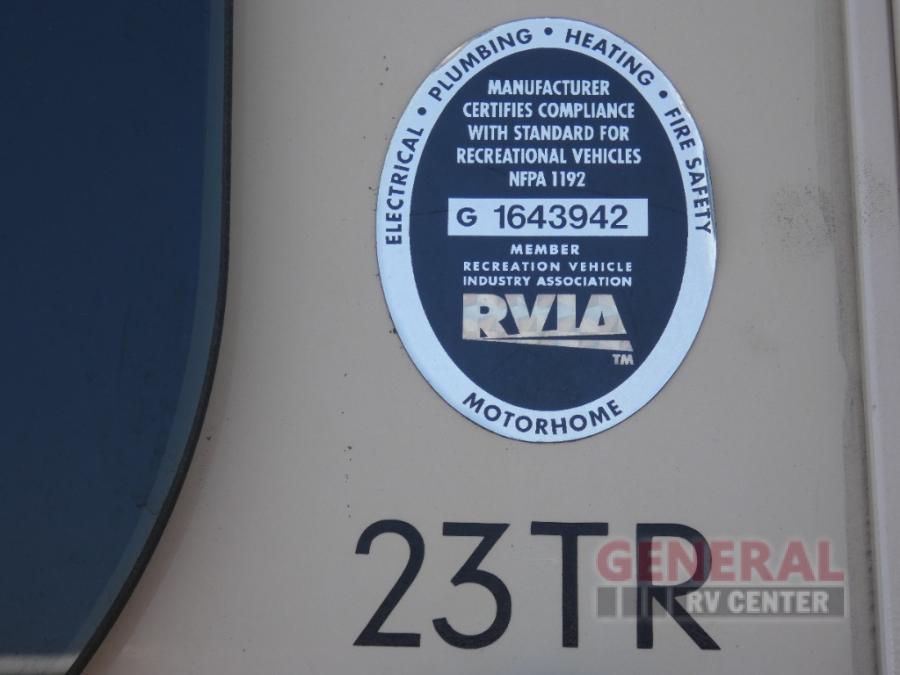 ELECTRICAL • PLUMBING • HEATING • FIRE SAFETY
MANUFACTURER
CERTIFIES COMPLIANCE
WITH STANDARD FOR
RECREATIONAL VEHICLES
NFPA 1192
G 1643942
MEMBER
RECREATION VEHICLE
INDUSTRY ASSOCIATION
RVIA
TM
MOTORHOME
23TR
GENERAL
RV CENTER